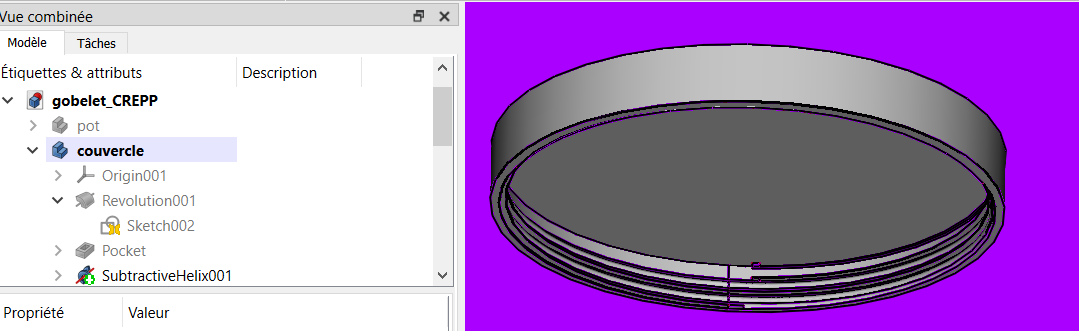 Vue combinée
Modèle Tâches
Étiquettes & attributs Description
gobelet_CREPP
pot
couvercle
Origin001
Revolution001
Sketch002
Pocket
SubtractiveHelix001
Propriété Valeur